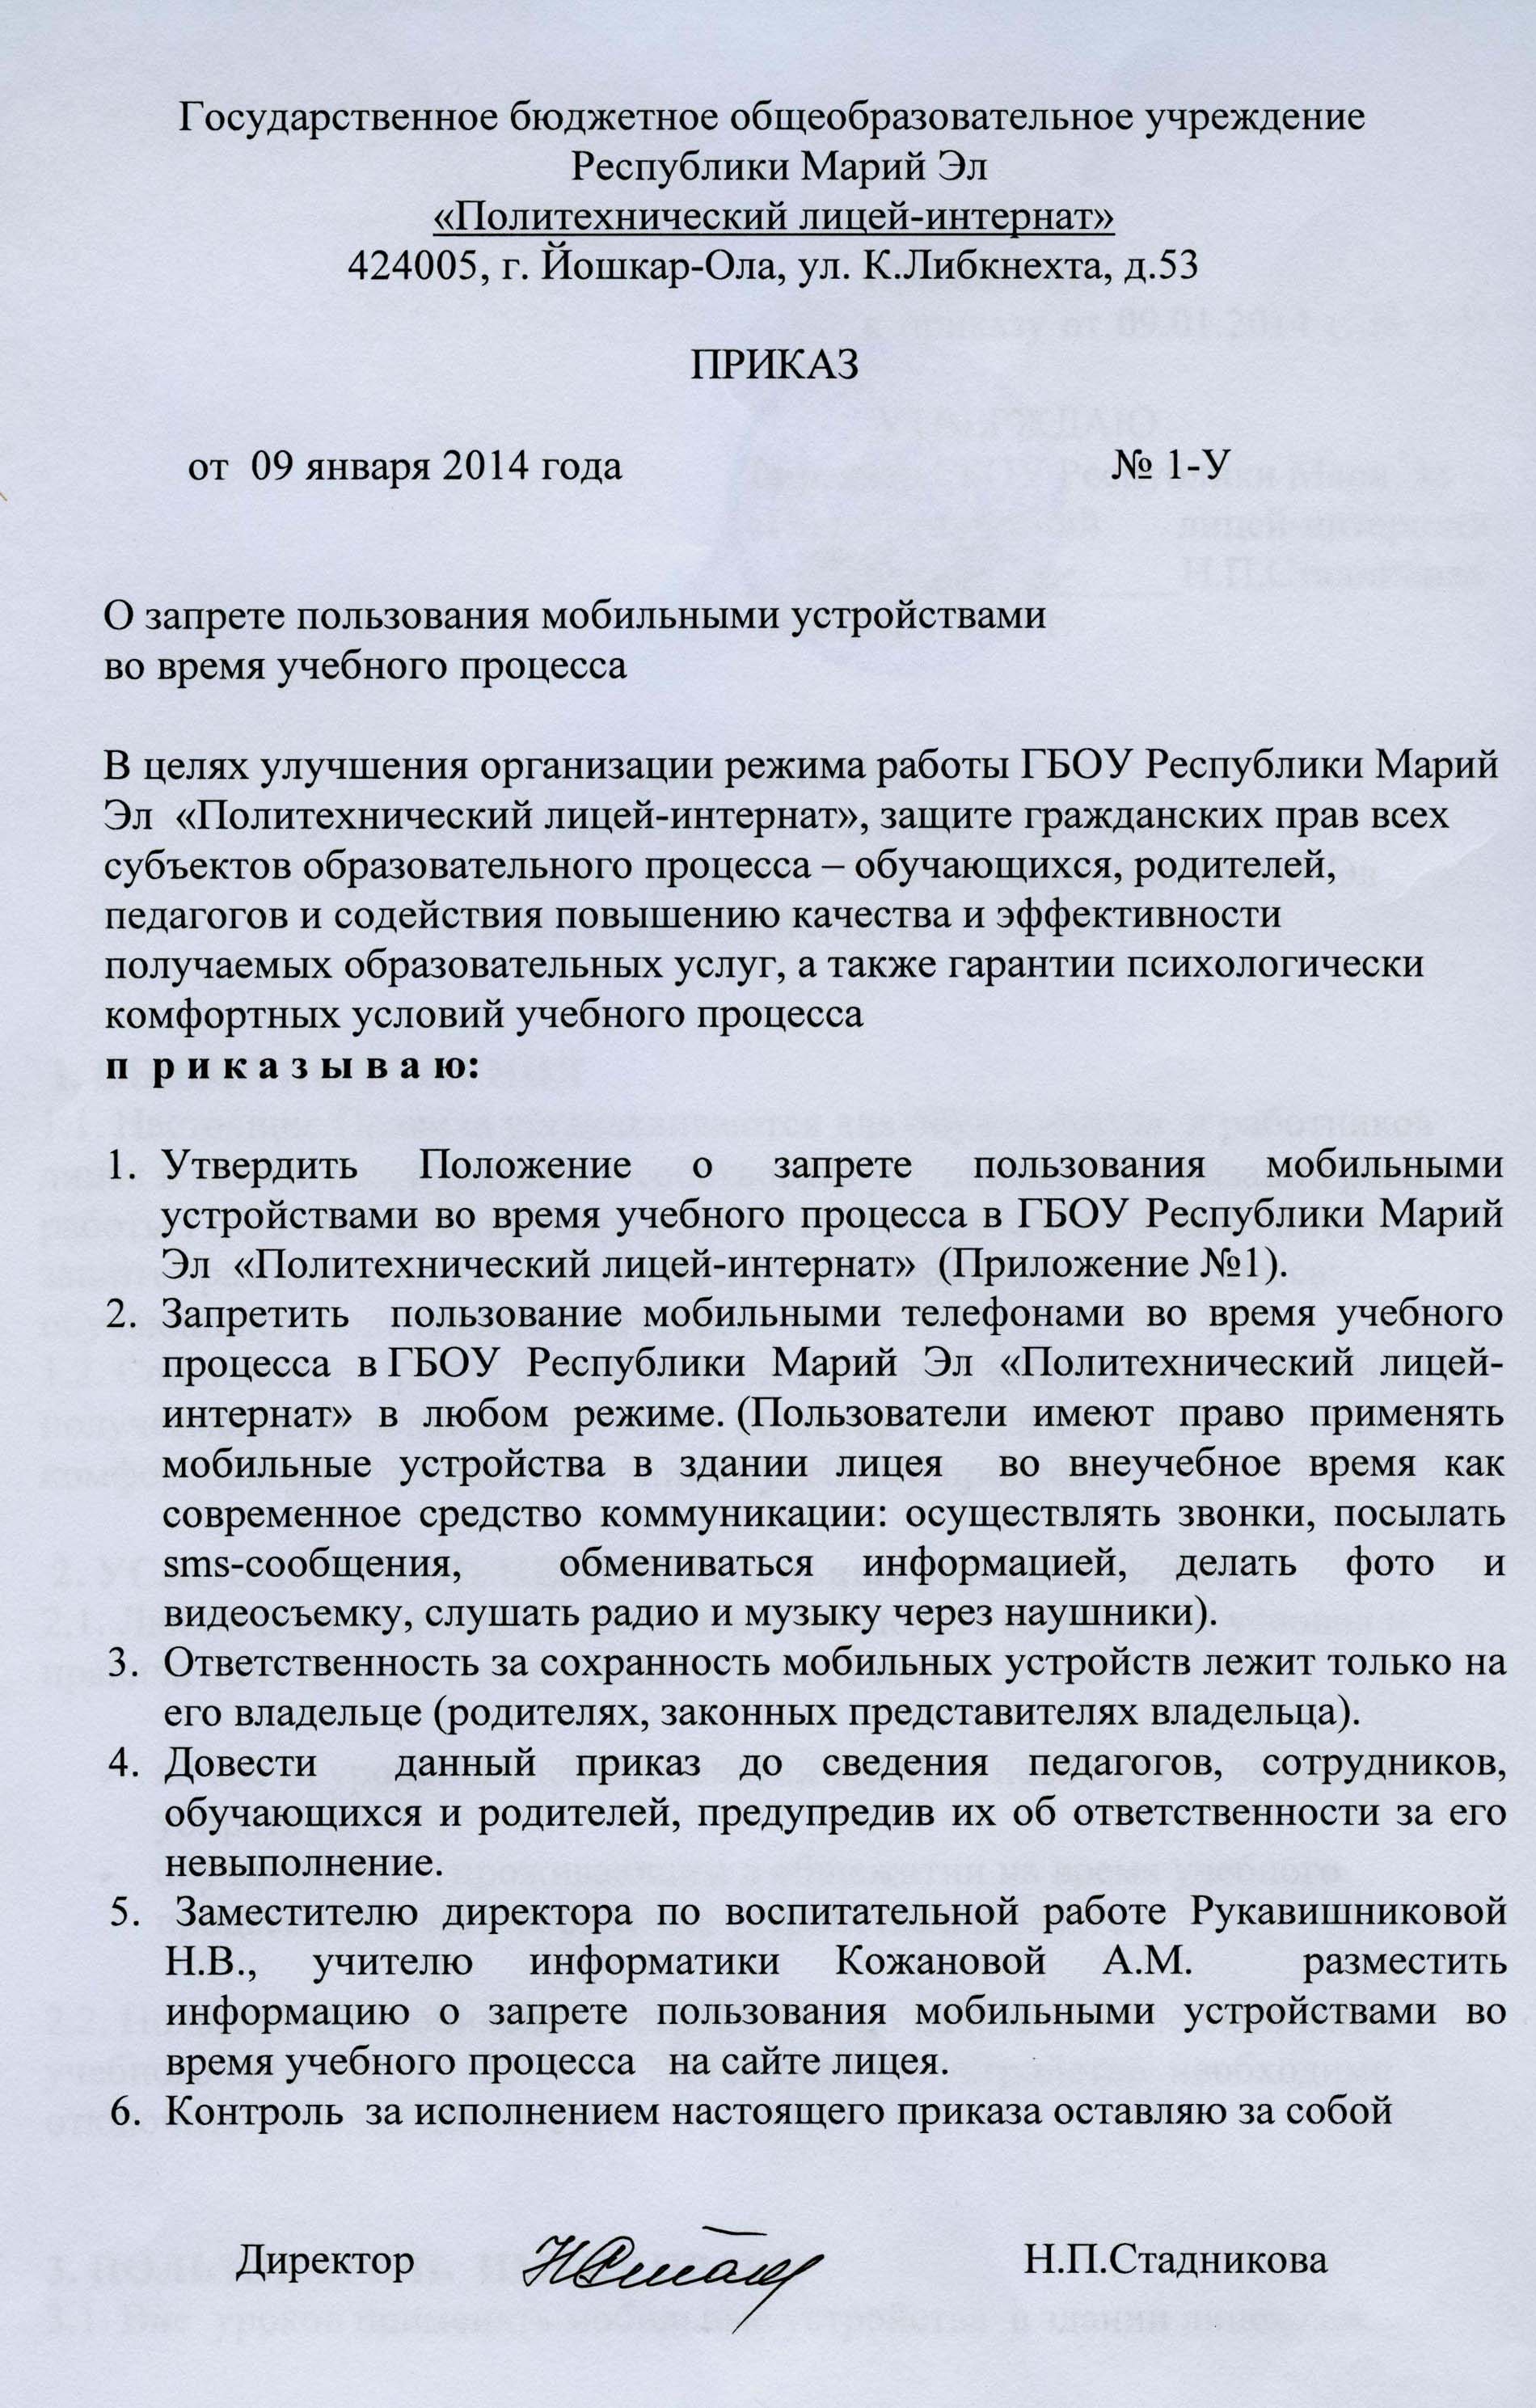 Государственное бюджетное общеобразовательное учреждение
Республики Марий Эл
«Политехнический лицей-интернат»
424005, г. Йошкар-Ола, ул. К.Либкнехта, д.53
ПРИКАЗ
от 09 января 2014 года № 1-У
О запрете пользования мобильными устройствами
во время учебного процесса
В целях улучшения организации режима работы ГБОУ Республики Марий
Эл «Политехнический лицей-интернат», защите гражданских прав всех
субъектов образовательного процесса – обучающихся, родителей,
педагогов и содействия повышению качества и эффективности
получаемых образовательных услуг, а также гарантии психологически
комфортных условий учебного процесса
п р и к а з ы в а ю:
1. Утвердить Положение о запрете пользования мобильными
устройствами во время учебного процесса в ГБОУ Республики Марий
Эл «Политехнический лицей-интернат» (Приложение №1).
2. Запретить пользование мобильными телефонами во время учебного
процесса в ГБОУ Республики Марий Эл «Политехнический лицей-
интернат» в любом режиме. (Пользователи имеют право применять
мобильные устройства в здании лицея во внеучебное время как
современное средство коммуникации: осуществлять звонки, посылать
sms-сообщения, обмениваться информацией, делать фото и
видеосъемку, слушать радио и музыку через наушники).
3. Ответственность за сохранность мобильных устройств лежит только на
его владельце (родителях, законных представителях владельца).
4. Довести данный приказ до сведения педагогов, сотрудников,
обучающихся и родителей, предупредив их об ответственности за его
невыполнение.
5. Заместителю директора по воспитательной работе Рукавишниковой
Н.В., учителю информатики Кожановой А.М. разместить
информацию о запрете пользования мобильными устройствами во
время учебного процесса на сайте лицея.
6. Контроль за исполнением настоящего приказа оставляю за собой
Директор Н.П.Стадникова